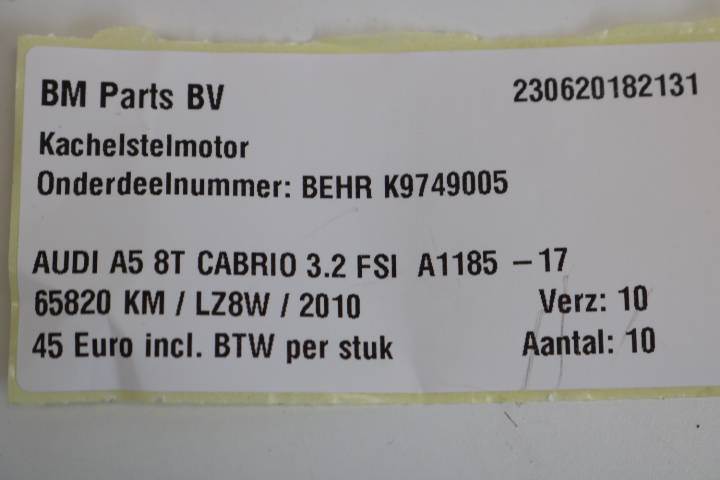 BM Parts BV 230620182131
Kachelstelmotor
Onderdeelnummer: BEHR K9749005
AUDI A5 8T CABRIO 3.2 FSI A1185 - 17
65820 KM / LZ8W / 2010 Verz: 10
45 Euro incl. BTW per stuk Aantal: 10